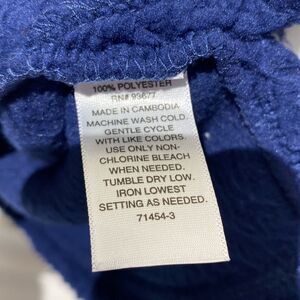 100% POLYESTER
RN# 93677
MADE IN CAMBODIA
MACHINE WASH COLD.
GENTLE CYCLE
WITH LIKE COLORS.
USE ONLY NON-
CHLORINE BLEACH
WHEN NEEDED.
TUMBLE DRY LOW.
IRON LOWEST
SETTING AS NEEDED.
71454-3